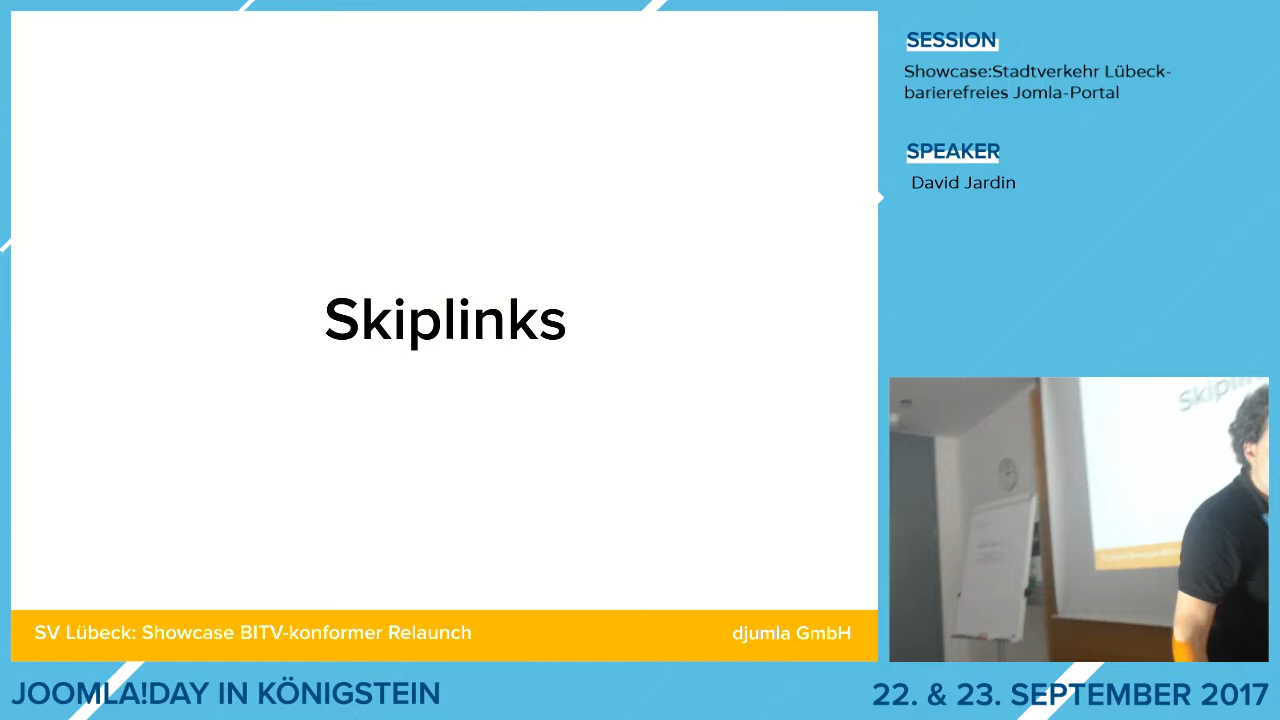 Skiplinks
SV Lübeck: Showcase BITV-konformer Relaunch
djumla GmbH
SESSION
Showcase:Stadtverkehr Lübeck-
barierefreies Jomla-Portal
SPEAKER
David Jardin
Skiplin
JOOMLA!DAY IN KÖNIGSTEIN
22. & 23. SEPTEMBER 2017